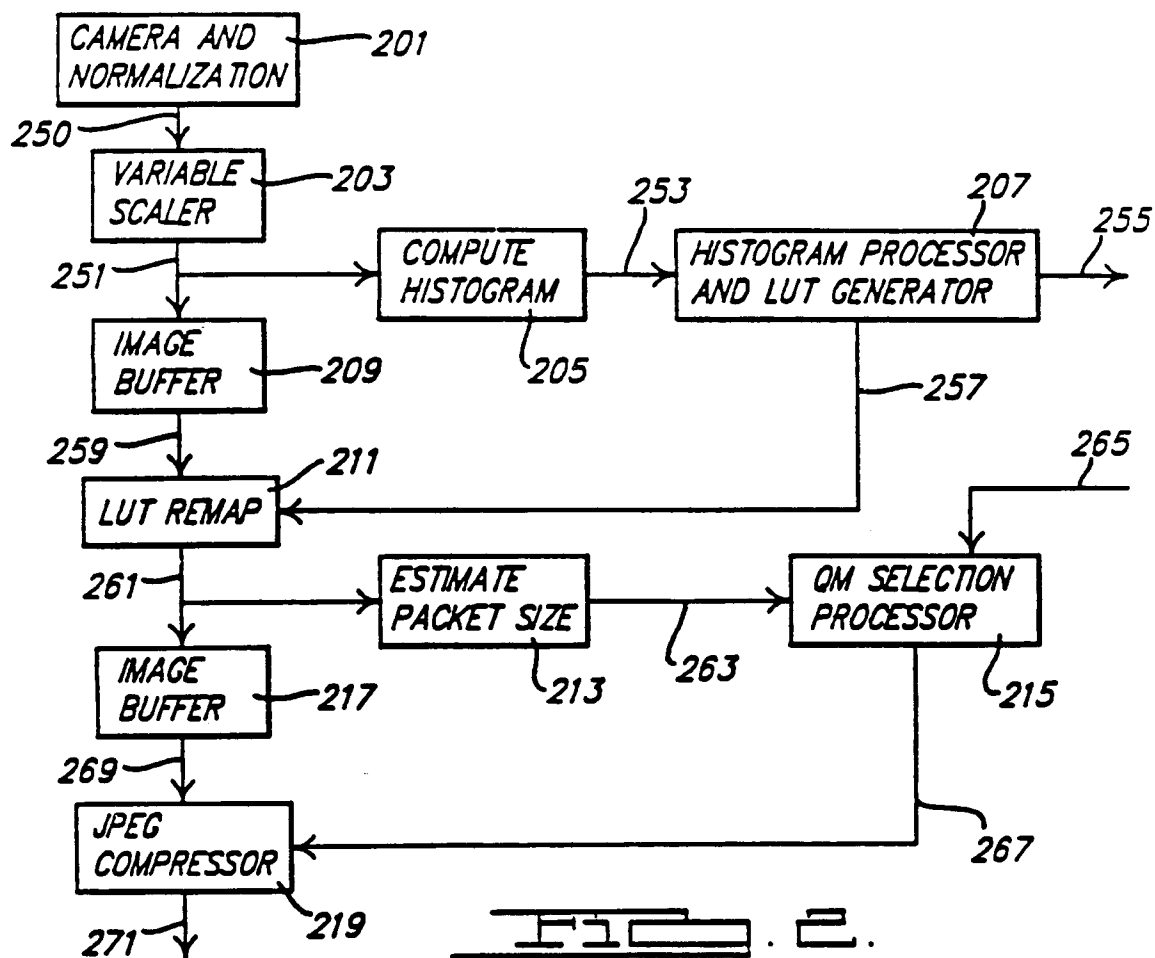 CAMERA AND
NORMALIZATION
201
250
VARIABLE
SCALER
203
251
COMPUTE
HISTOGRAM
205
253
HISTOGRAM PROCESSOR
AND LUT GENERATOR
207
255
IMAGE
BUFFER
209
257
259
LUT REMAP
211
265
261
ESTIMATE
PACKET SIZE
213
263
QM SELECTION
PROCESSOR
215
IMAGE
BUFFER
217
269
267
JPEG
COMPRESSOR
219
271
FIG. 2.